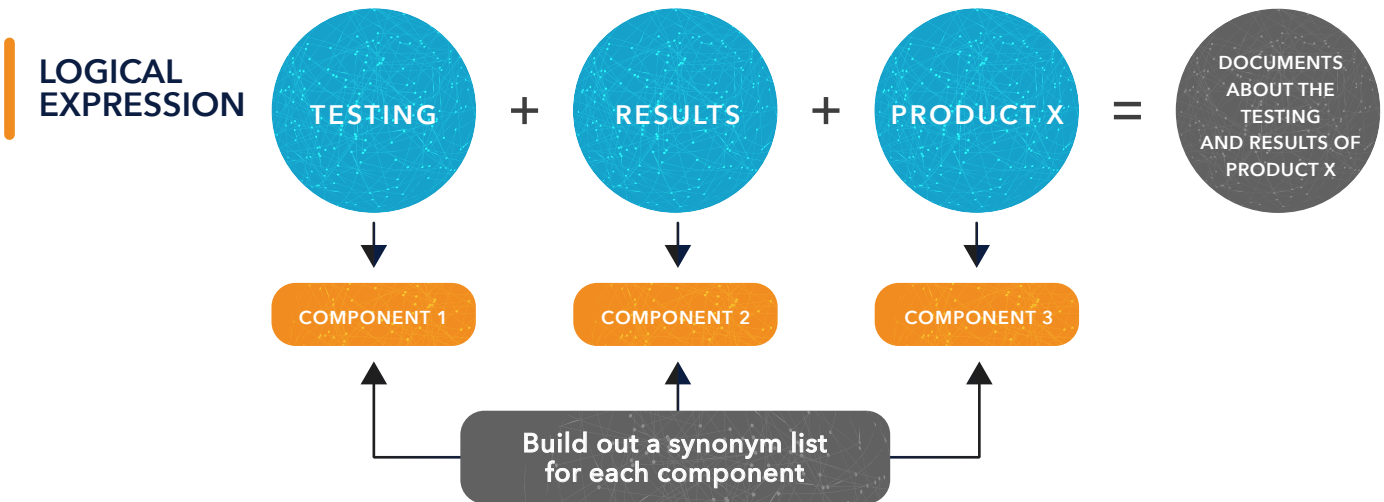 LOGICAL
EXPRESSION
TESTING
+
RESULTS
+
PRODUCT X
=
DOCUMENTS
ABOUT THE
TESTING
AND RESULTS OF
PRODUCT X
COMPONENT 1
COMPONENT 2
COMPONENT 3
Build out a synonym list
for each component